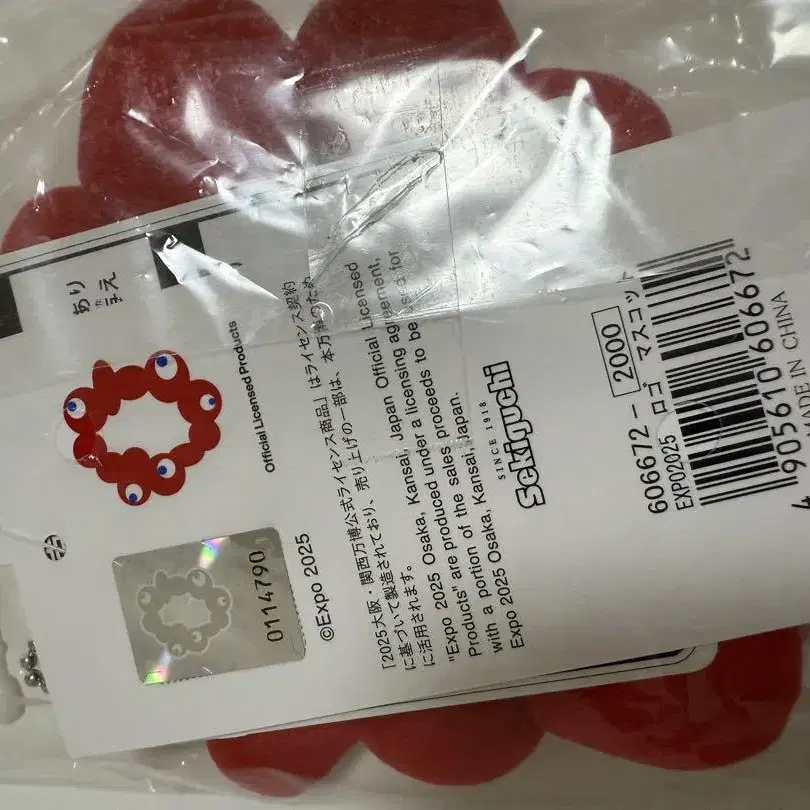 あり
Official Licensed Products
0114790
©Expo 2025
「2025大阪・関西万博公式ライセンス商品」はライセンス契約
に基づいて製造されており、売り上げの一部は、本万博のため
に活用されます。
"Expo 2025 Osaka, Kansai, Japan Official Licensed
Products" are produced under a licensing agreement,
with a portion of the sales proceeds to be used for
Expo 2025 Osaka, Kansai, Japan.
SINCE 1918
Sekiguchi
606672 - 2000
EXPO2025 ロゴ マスコット
4 905610 606672
MADE IN CHINA